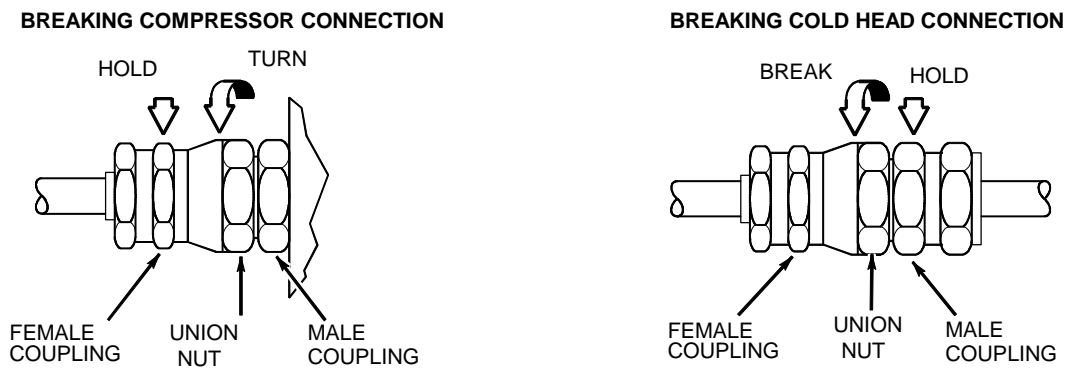 BREAKING COMPRESSOR CONNECTION
HOLD
TURN
FEMALE
COUPLING
UNION
NUT
MALE
COUPLING
BREAKING COLD HEAD CONNECTION
BREAK
HOLD
FEMALE
COUPLING
UNION
NUT
MALE
COUPLING